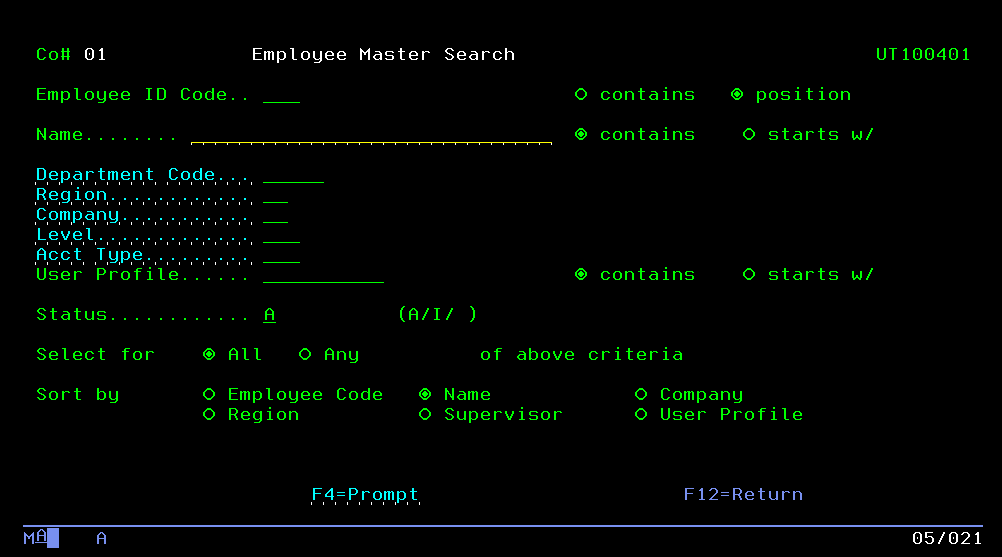 Co# 01 Employee Master Search UT100401
Employee ID Code.. ___ contains position
Name........ ______________________________ contains starts w/
Department Code... _____
Region............ __
Company........... __
Level............. ___
Acct Type......... ___
User Profile...... __________ contains starts w/
Status............ A (A/I/ )
Select for All Any of above criteria
Sort by Employee Code Name Company
Region Supervisor User Profile
F4=Prompt F12=Return
MA A 05/021